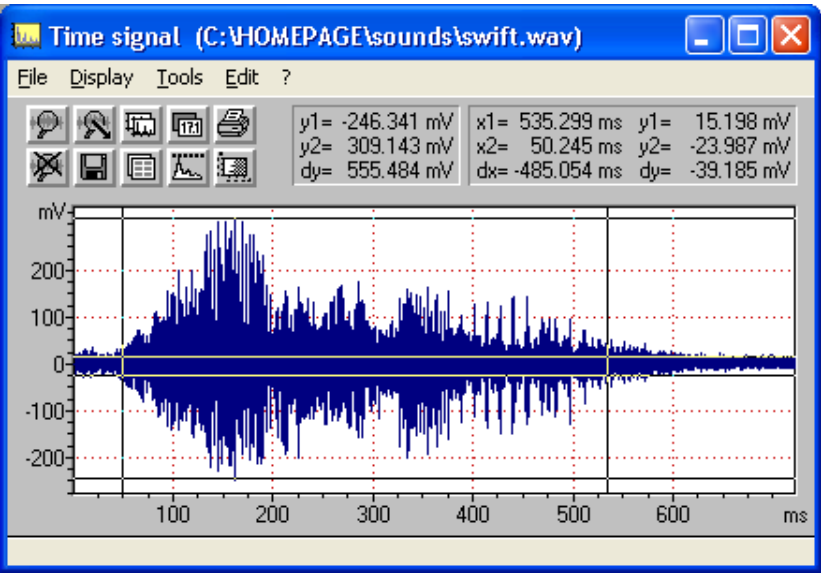 Time signal (C:\HOMEPAGE\sounds\swift.wav)
File Display Tools Edit ?
17.1
y1= -246.341 mV
y2= 309.143 mV
dy= 555.484 mV
x1= 535.299 ms y1= 15.198 mV
x2= 50.245 ms y2= -23.987 mV
dx= -485.054 ms dy= -39.185 mV
mV
200
100
0
-100
-200
100 200 300 400 500 600 ms